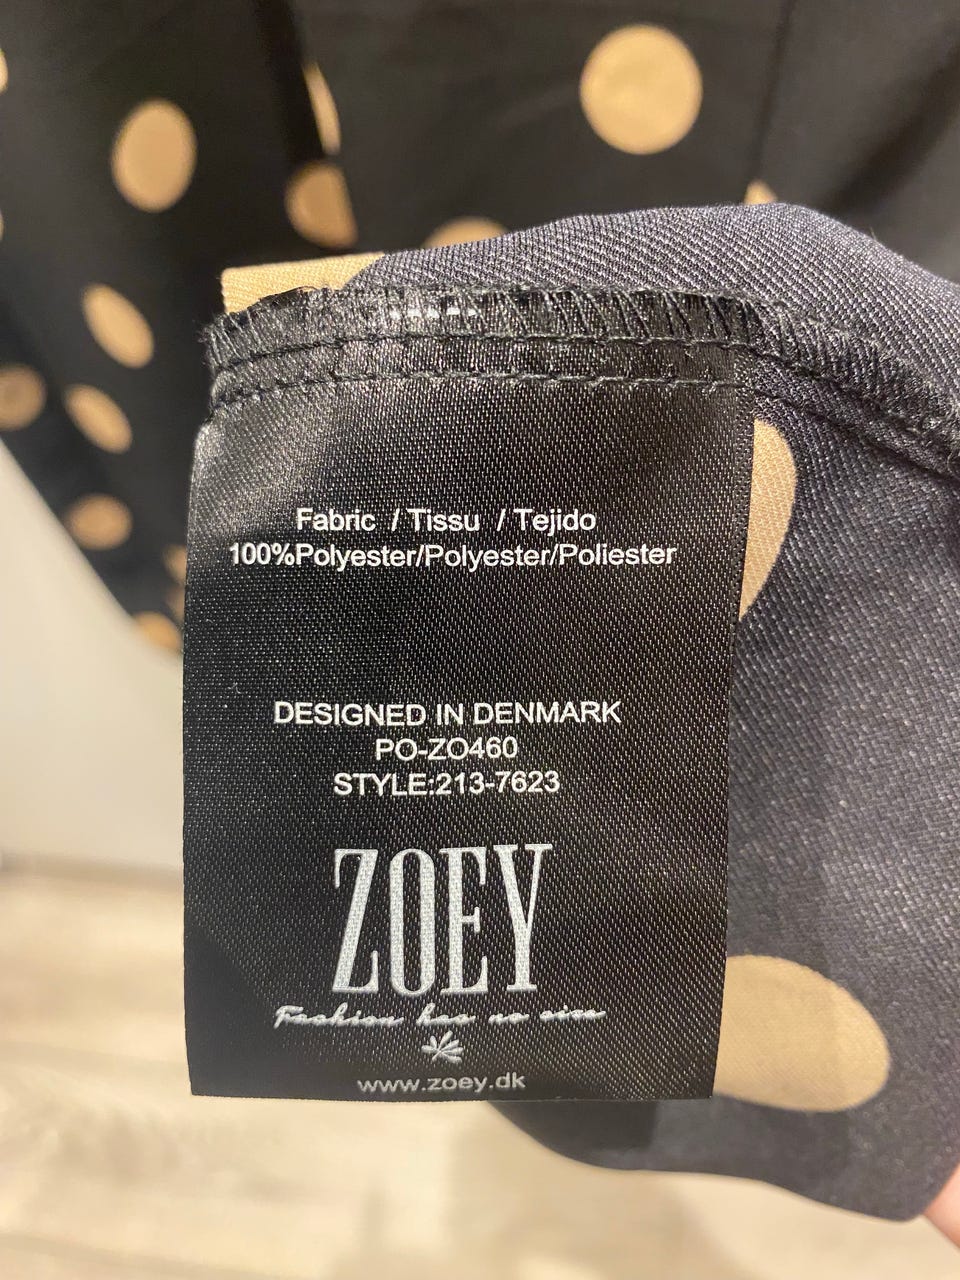 Fabric / Tissu / Tejido
100%Polyester/Polyester/Poliester
DESIGNED IN DENMARK
PO-ZO460
STYLE:213-7623
ZOEY
Fashion has no size
www.zoey.dk